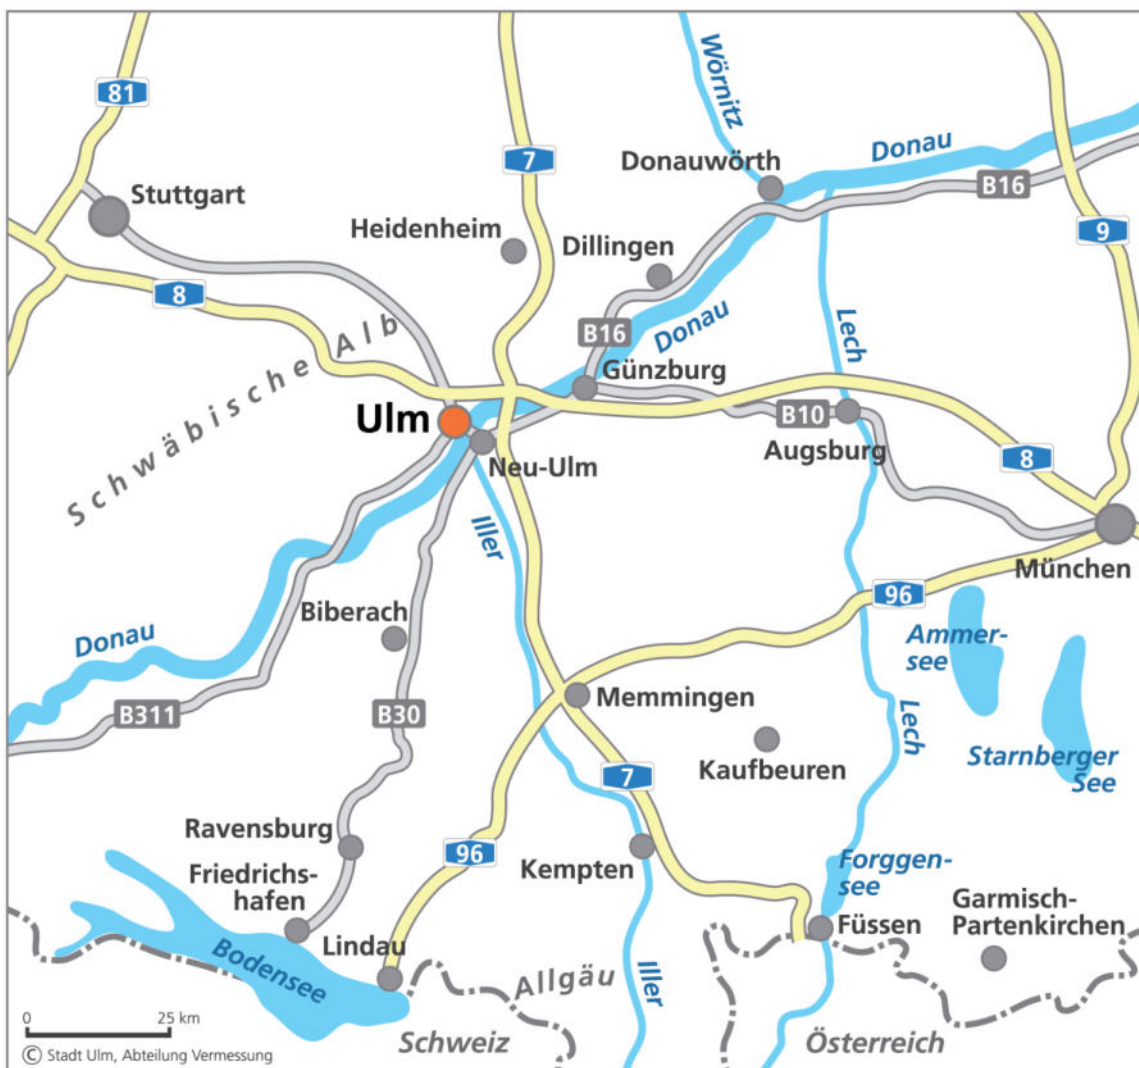 Wörnitz
81
7
Donauwörth
Donau
B16
Stuttgart
Heidenheim
Dillingen
9
8
B16
Donau
Lech
Schwäbische Alb
Günzburg
Ulm
B10
Augsburg
8
Neu-Ulm
Iller
München
96
Biberach
Donau
Ammer-
see
B311
B30
Memmingen
Lech
Kaufbeuren
Starnberger
See
7
Ravensburg
96
Kempten
Forggen-
see
Friedrichs-
hafen
Garmisch-
Partenkirchen
Füssen
Lindau
Bodensee
Allgäu
Iller
0 25 km
Schweiz
Österreich
© Stadt Ulm, Abteilung Vermessung